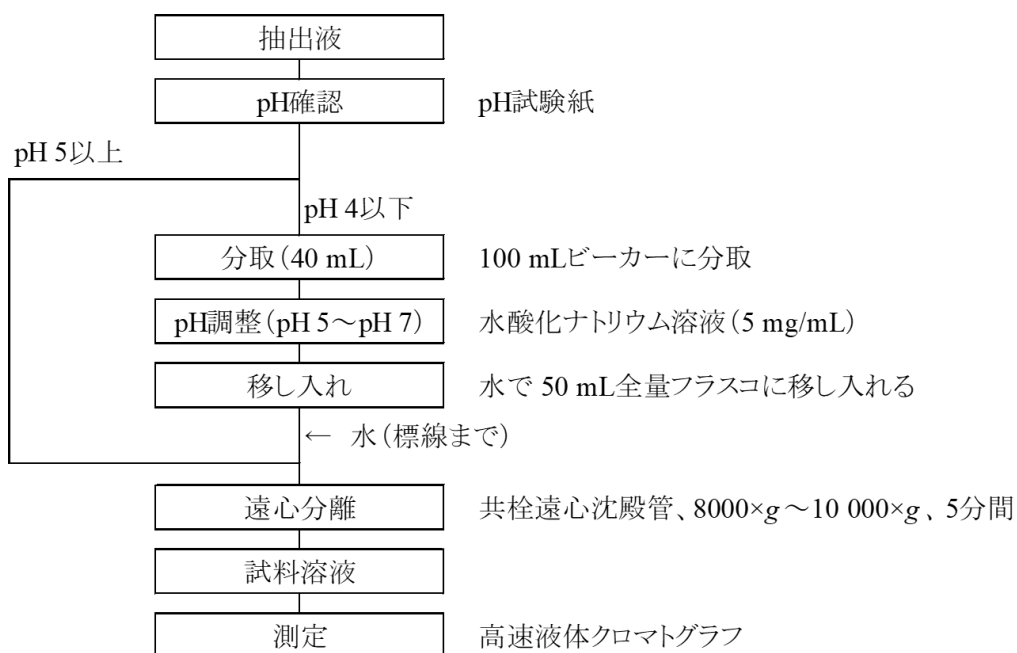 抽出液
pH確認 pH試験紙
pH 5以上
pH 4以下
分取(40 mL) 100 mLビーカーに分取
pH調整(pH 5～pH 7) 水酸化ナトリウム溶液(5 mg/mL)
移し入れ 水で 50 mL全量フラスコに移し入れる
← 水(標線まで)
遠心分離 共栓遠心沈殿管、8000×g～10 000×g、5分間
試料溶液
測定 高速液体クロマトグラフ